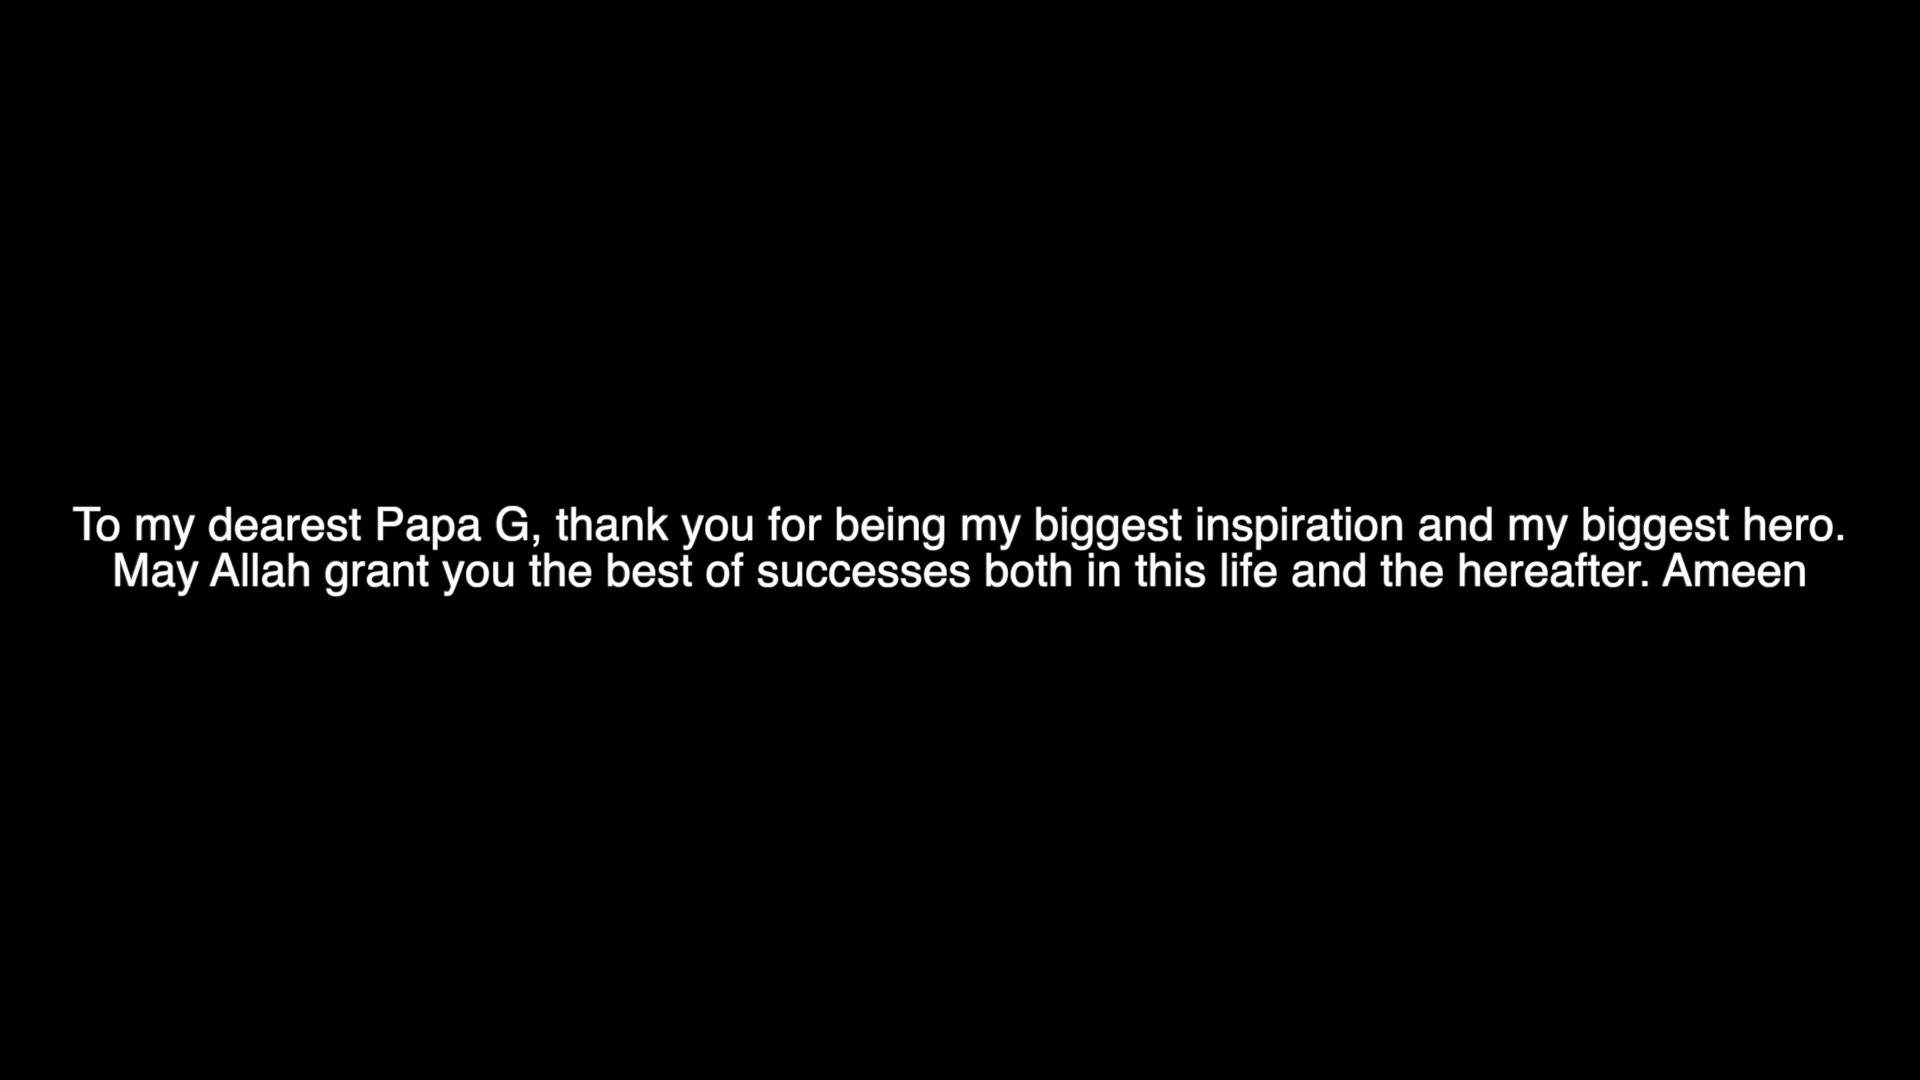 To my dearest Papa G, thank you for being my biggest inspiration and my biggest hero.
May Allah grant you the best of successes both in this life and the hereafter. Ameen